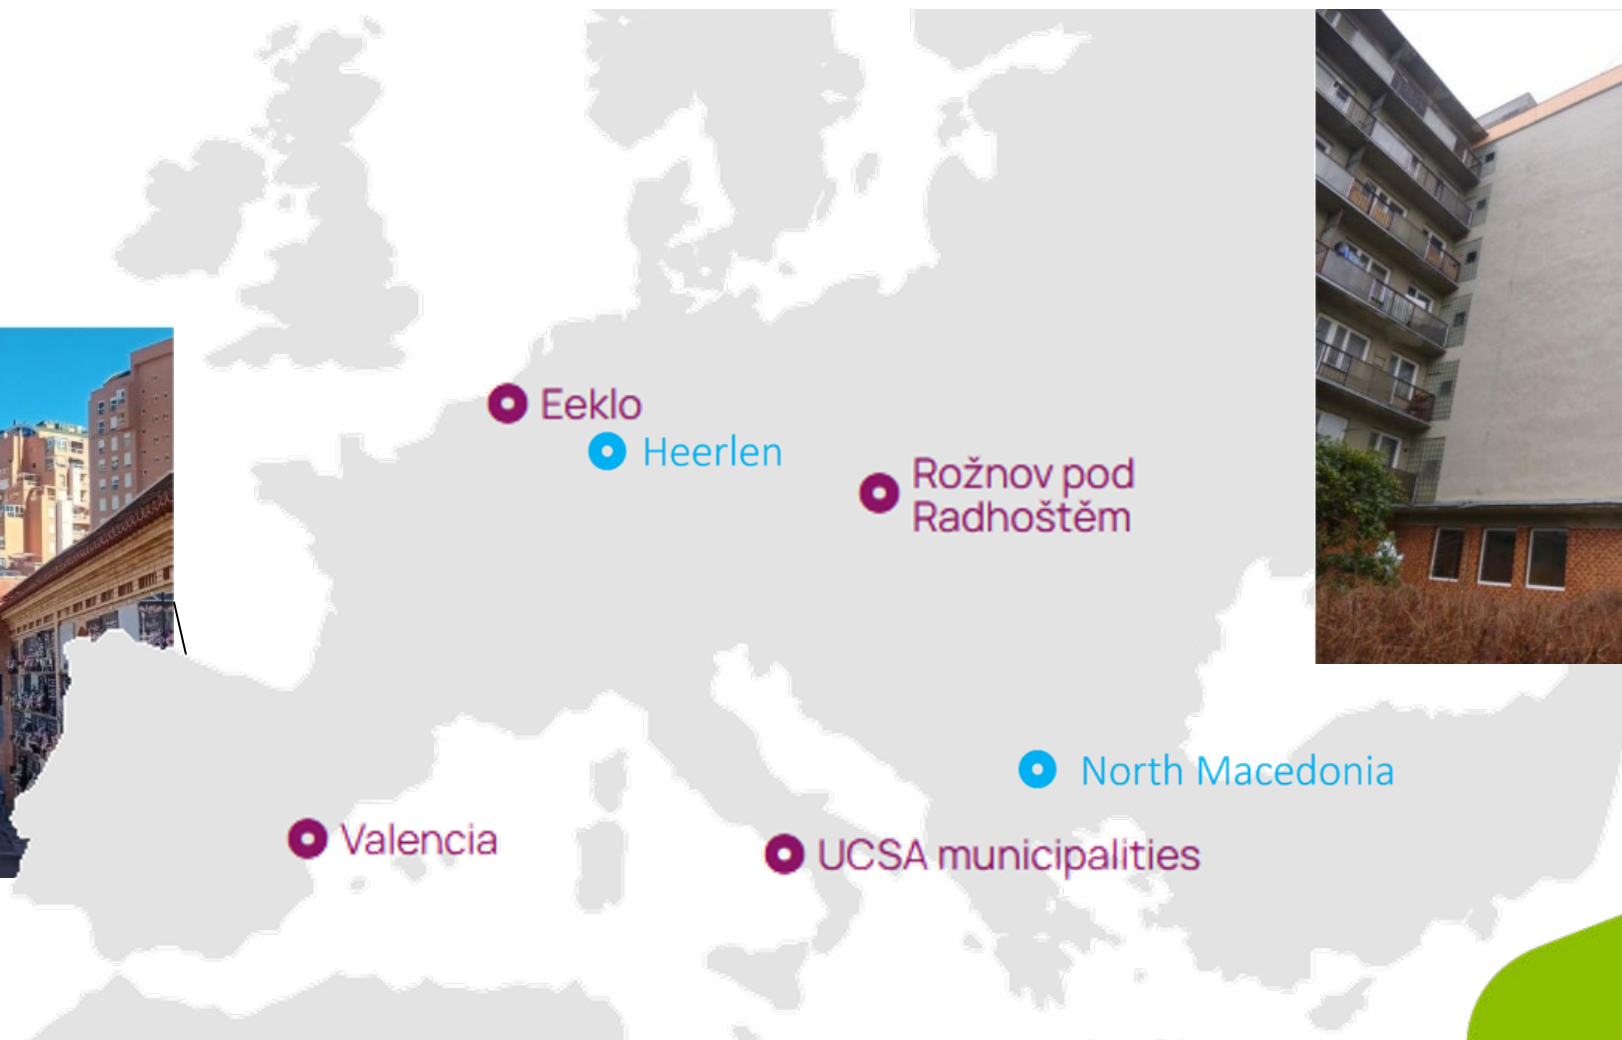 Eeklo
Heerlen
Rožnov pod
Radhoštěm
North Macedonia
Valencia
UCSA municipalities